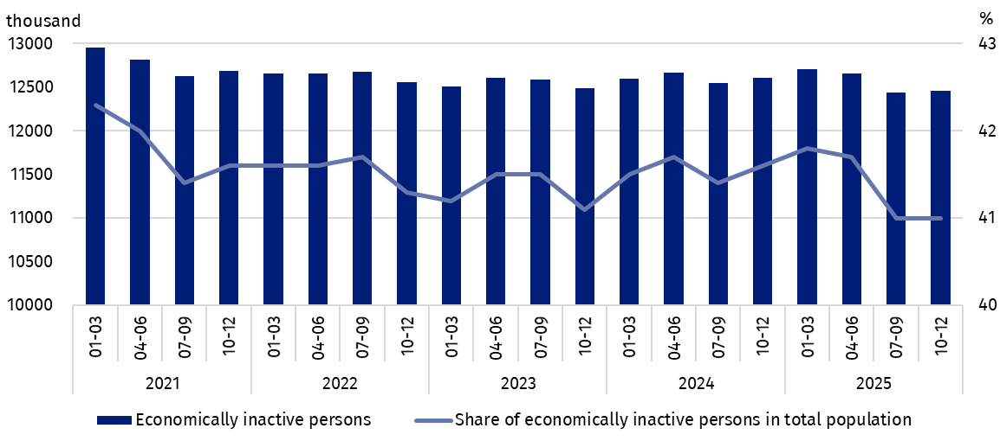 thousand %
13000 43
12500
12000 42
11500
11000 41
10500
10000 40
01-03 04-06 07-09 10-12 01-03 04-06 07-09 10-12 01-03 04-06 07-09 10-12 01-03 04-06 07-09 10-12 01-03 04-06 07-09 10-12
2021 2022 2023 2024 2025
Economically inactive persons Share of economically inactive persons in total population